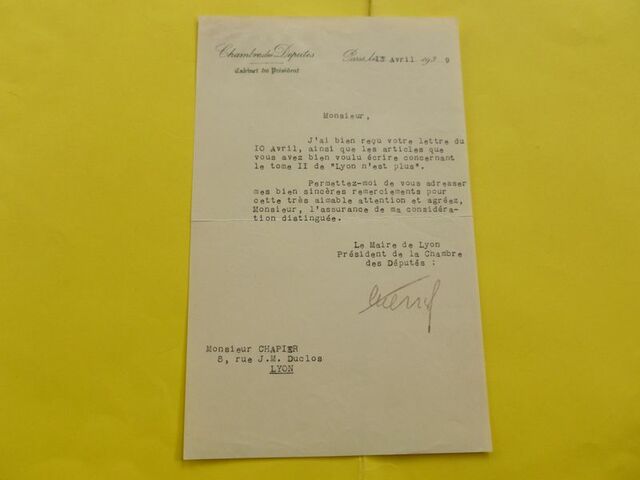 Chambre des Députés
Cabinet du Président
Paris, le 13 Avril 193 9
Monsieur,
J'ai bien reçu votre lettre du
IO Avril, ainsi que les articles que
vous avez bien voulu écrire concernant
le tome II de "Lyon n'est plus".
Permettez-moi de vous adresser
mes bien sincères remerciements pour
cette très aimable attention et agréez,
Monsieur, l'assurance de ma considéra-
tion distinguée.
Le Maire de Lyon
Président de la Chambre
des Députés :
Monsieur CHAPIER
8, rue J.M. Duclos
LYON